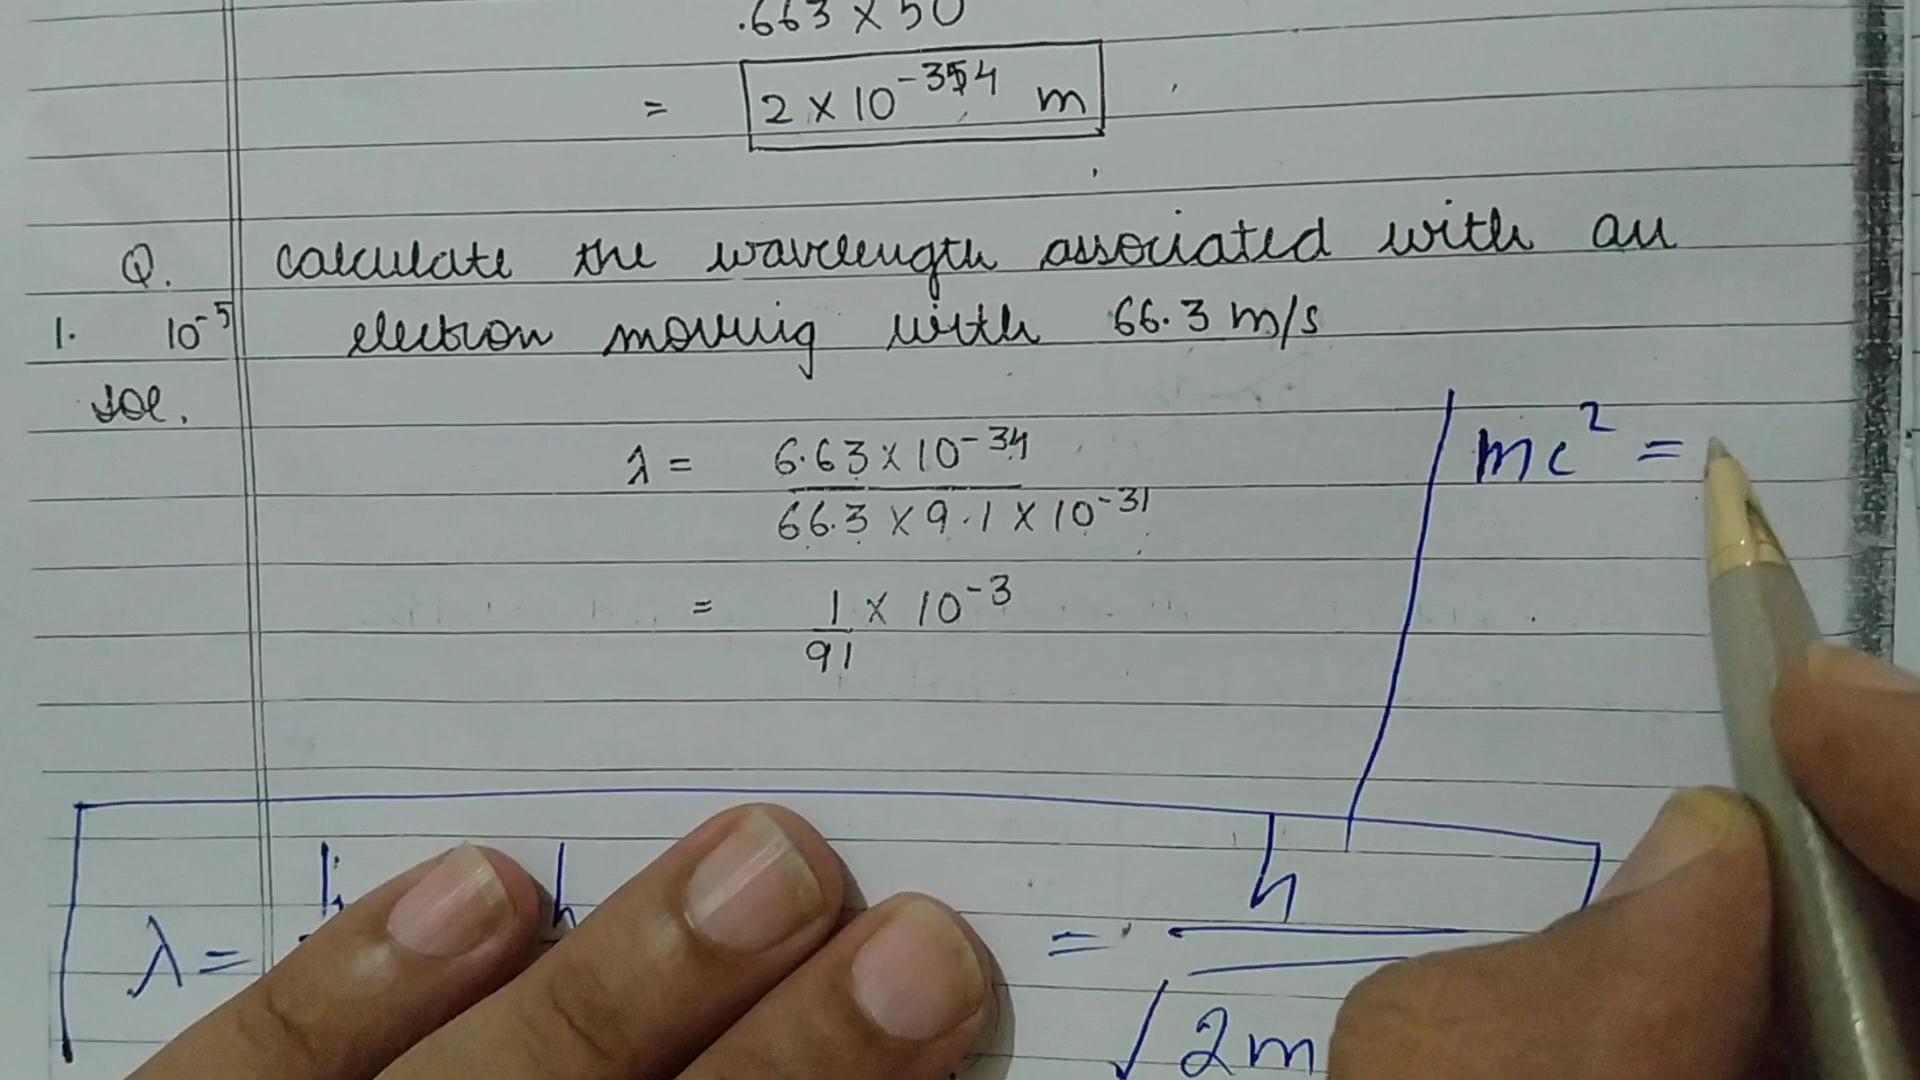 .663 × 50
= 2 × 10⁻³⁴ m
Q. calculate the wavelength associated with an
1. 10⁻⁵ electron moving with 66.3 m/s
sol.
λ = 6.63 × 10⁻³⁴
66.3 × 9.1 × 10⁻³¹
mc² =
= 1 × 10⁻³
91
h h h
λ = =
√2m